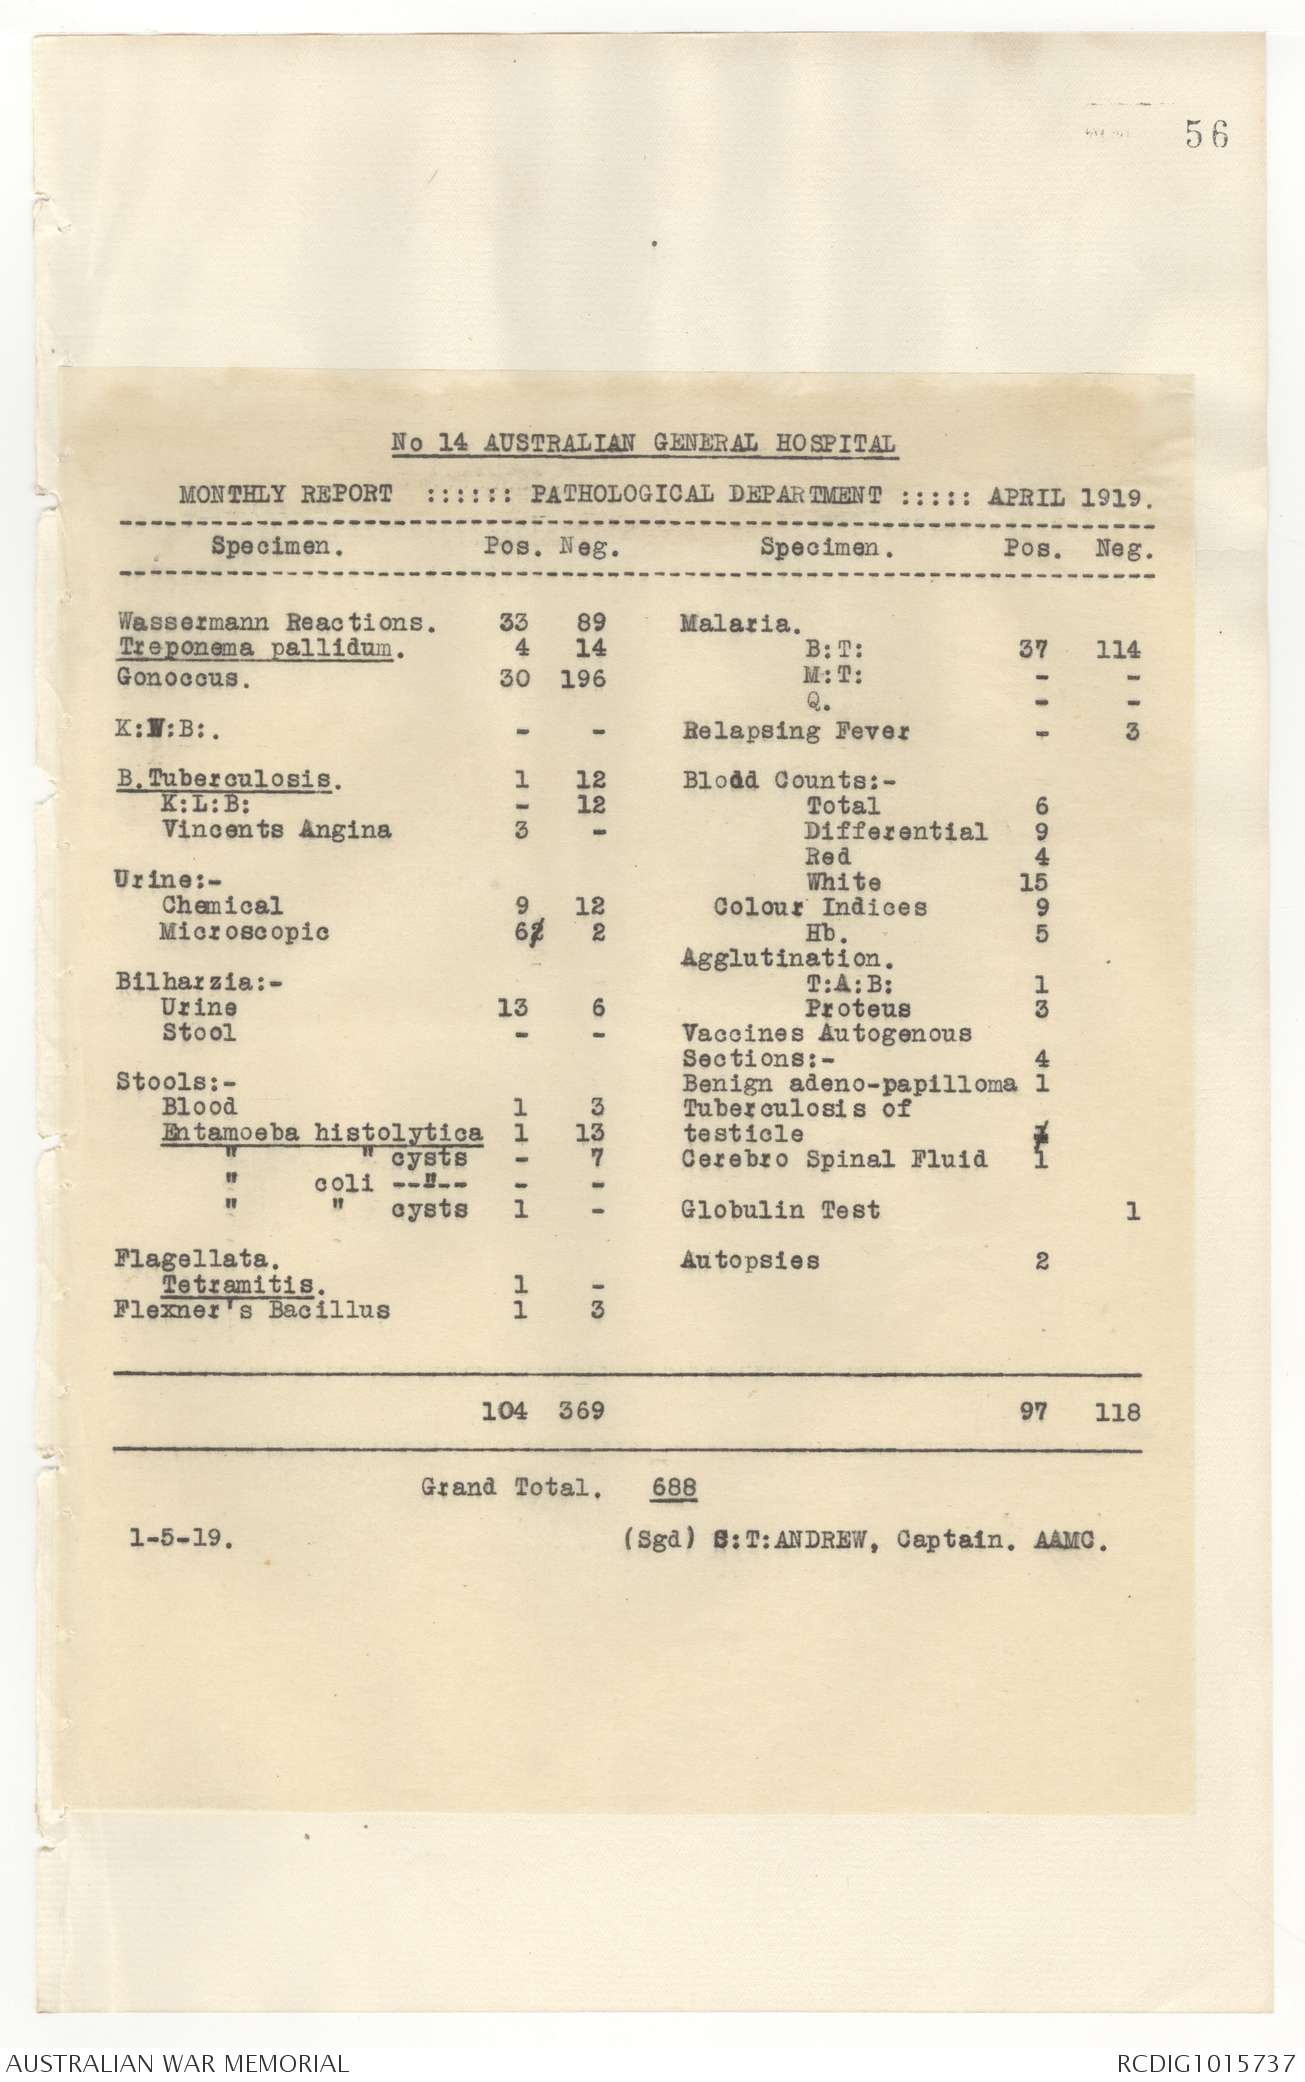 56
No 14 AUSTRALIAN GENERAL HOSPITAL
MONTHLY REPORT :::::: PATHOLOGICAL DEPARTMENT ::::: APRIL 1919.
Specimen. Pos. Neg. Specimen. Pos. Neg.
Wassermann Reactions. 33 89 Malaria.
Treponema pallidum. 4 14 B:T: 37 114
Gonoccus. 30 196 M:T: - -
Q. - -
K:W:B:. - - Relapsing Fever - 3
B.Tuberculosis. 1 12 Blodd Counts:-
K:L:B: - 12 Total 6
Vincents Angina 3 - Differential 9
Red 4
Urine:- White 15
Chemical 9 12 Colour Indices 9
Microscopic 6 2 Hb. 5
Agglutination.
Bilharzia:- T:A:B: 1
Urine 13 6 Proteus 3
Stool - - Vaccines Autogenous
Sections:- 4
Stools:- Benign adeno-papilloma 1
Blood 1 3 Tuberculosis of
Entamoeba histolytica 1 13 testicle
" " cysts - 7 Cerebro Spinal Fluid 1
" coli --"-- - -
" " cysts 1 - Globulin Test 1
Flagellata. Autopsies 2
Tetramitis. 1 -
Flexner's Bacillus 1 3
104 369 97 118
Grand Total. 688
1-5-19. (Sgd) S:T:ANDREW, Captain. AAMC.
AUSTRALIAN WAR MEMORIAL RCDIG1015737